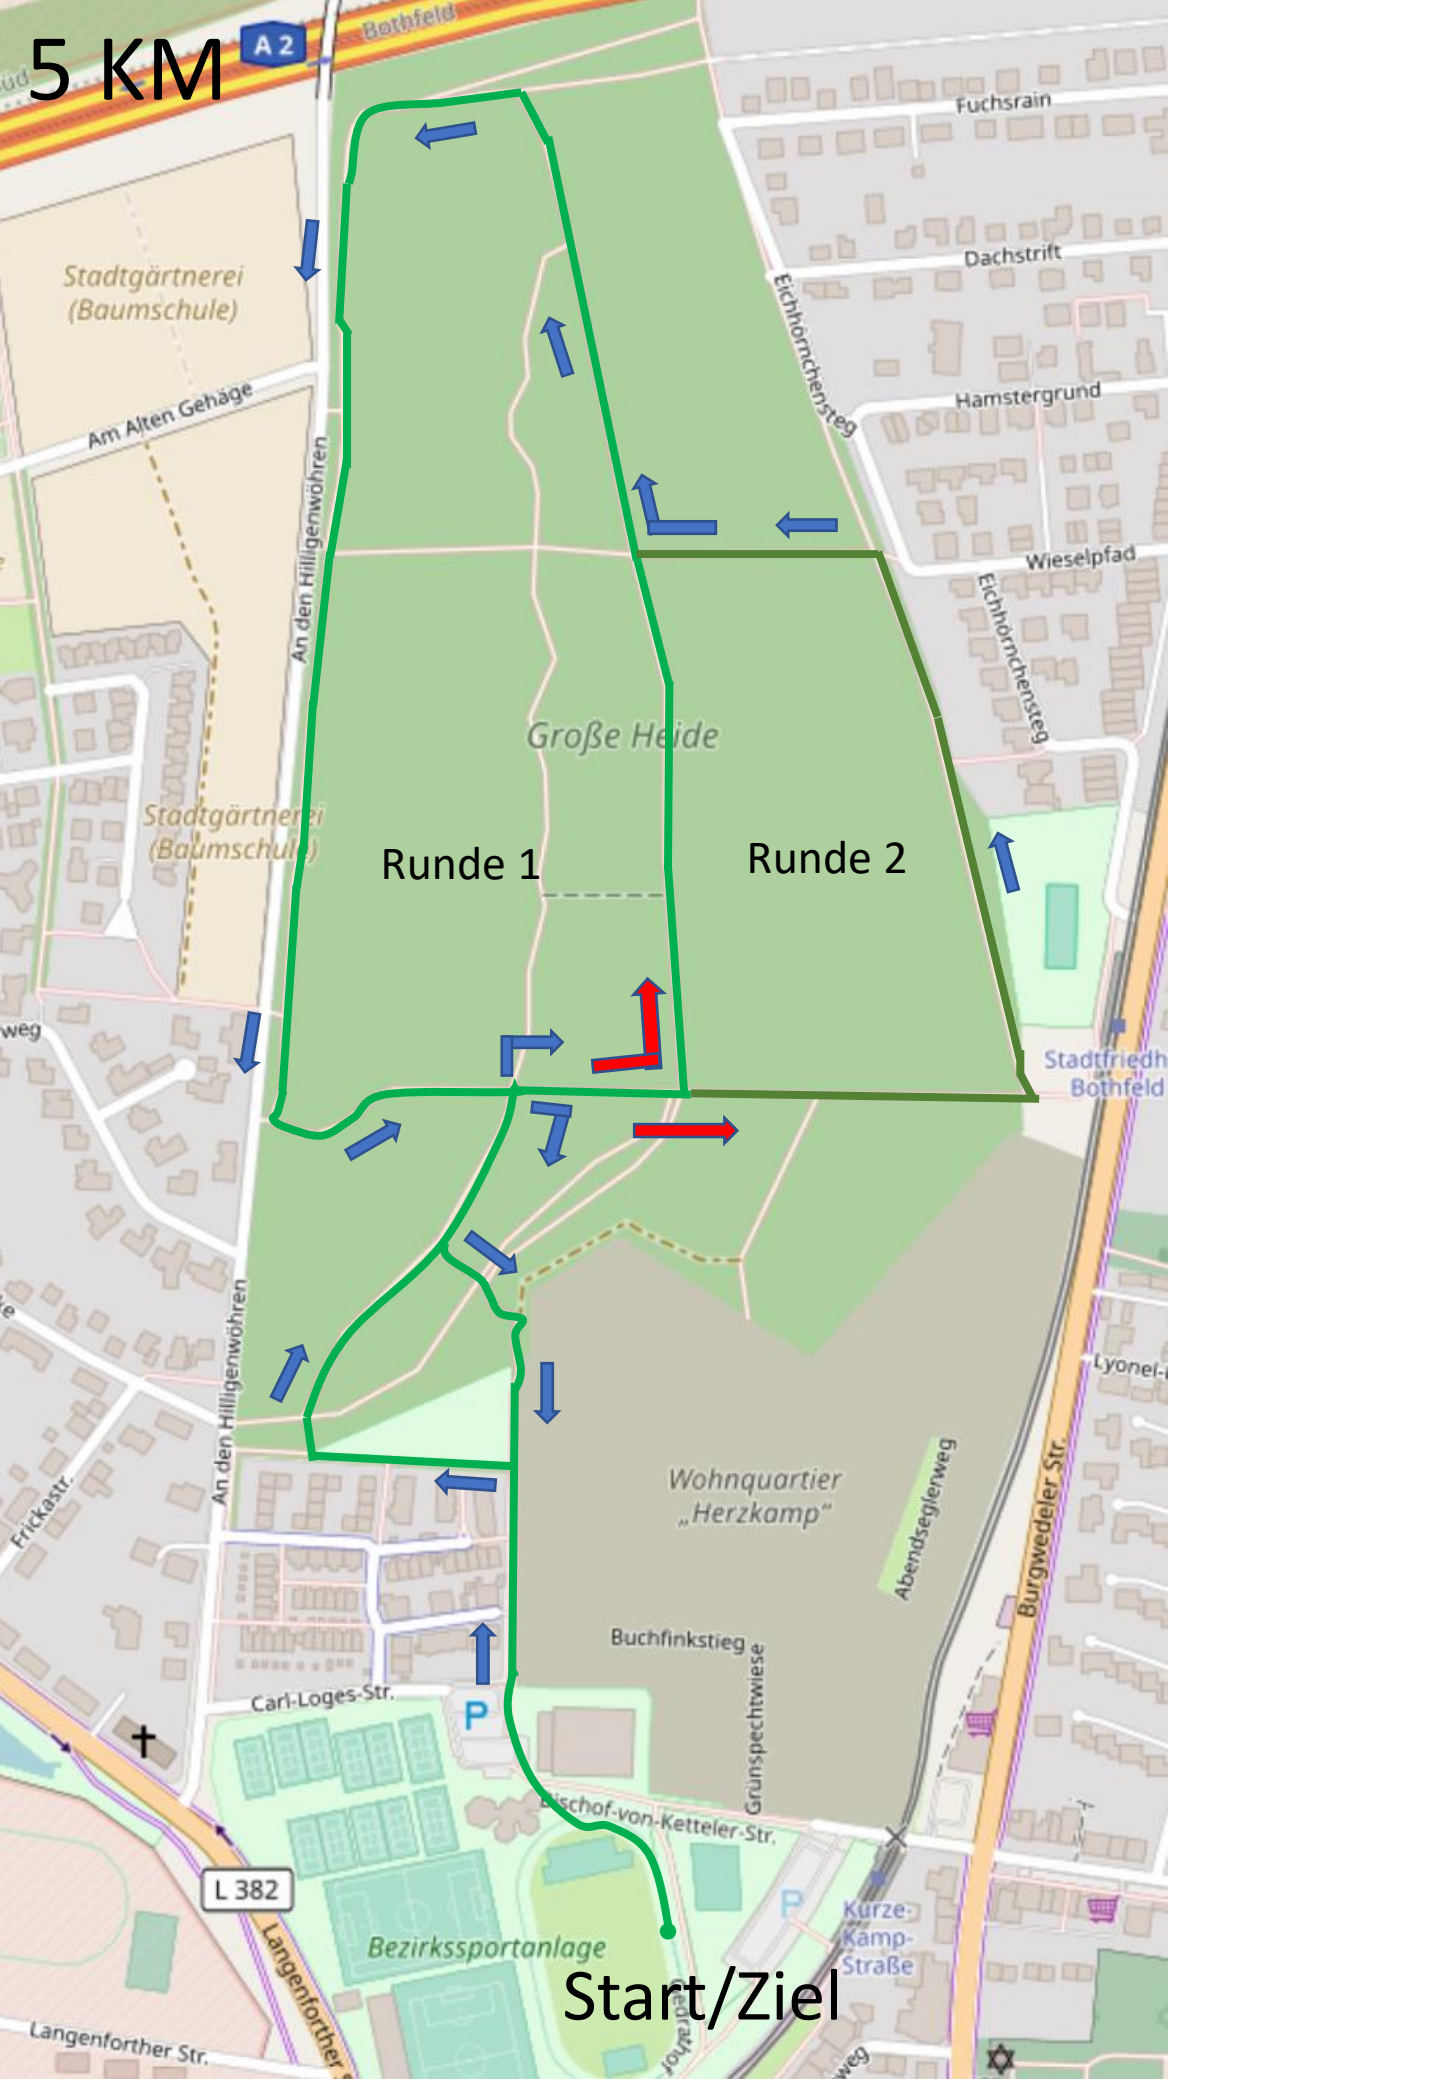 5 KM
A 2
Bothfeld
üd
Fuchsrain
Dachstrift
Stadtgärtnerei
(Baumschule)
Eichhörnchensteg
Am Alten Gehäge
Hamstergrund
An den Hilligenwöhren
Wieselpfad
Eichhörnchensteg
Große Heide
Stadtgärtnerei
(Baumschule)
Runde 1
Runde 2
weg
Stadtfriedh
Bothfeld
ke
An den Hilligenwöhren
Lyonel-
Frickastr.
Wohnquartier
„Herzkamp“
Abendseglerweg
Burgwedeler Str.
Buchfinkstieg
Grünspechtwiese
Carl-Loges-Str.
P
Bischof-von-Ketteler-Str.
L 382
P
Kurze-
Kamp-
Straße
Bezirkssportanlage
Langenforther
Start/Ziel
Langenforther Str.
weg